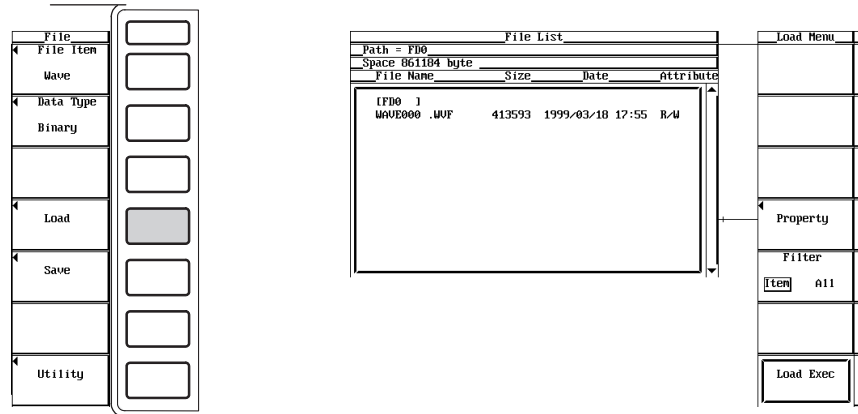 File
File Item
Wave
Data Type
Binary
Load
Save
Utility
File List
Path = FD0
Space 861184 byte
File Name Size Date Attribute
[FD0 ]
WAVE000 .WVF 413593 1999/03/18 17:55 R/W
Load Menu
Property
Filter
Item All
Load Exec